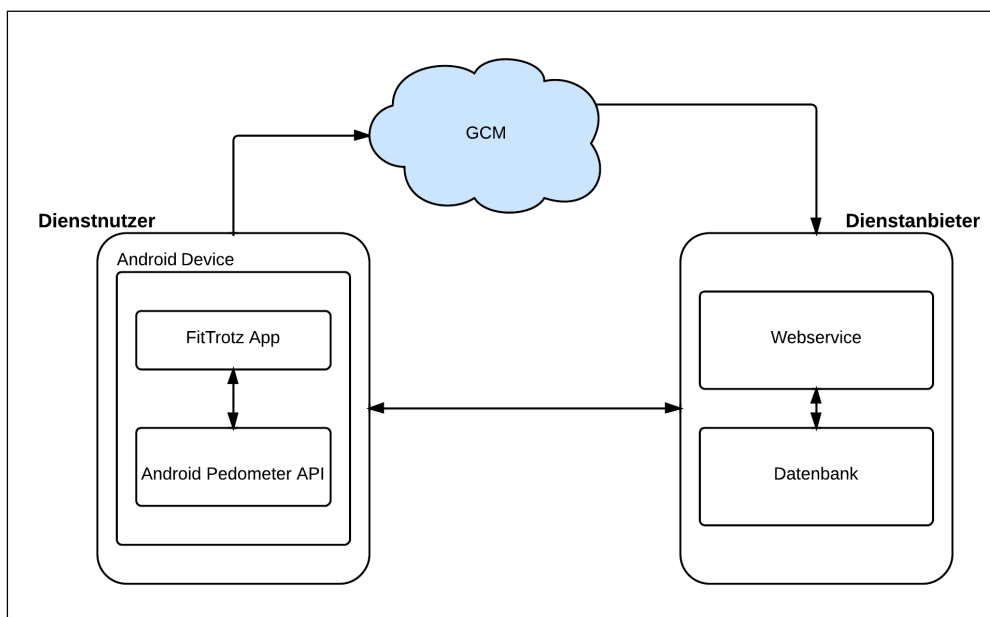 GCM
Dienstnutzer
Dienstanbieter
Android Device
FitTrotz App
Webservice
Android Pedometer API
Datenbank